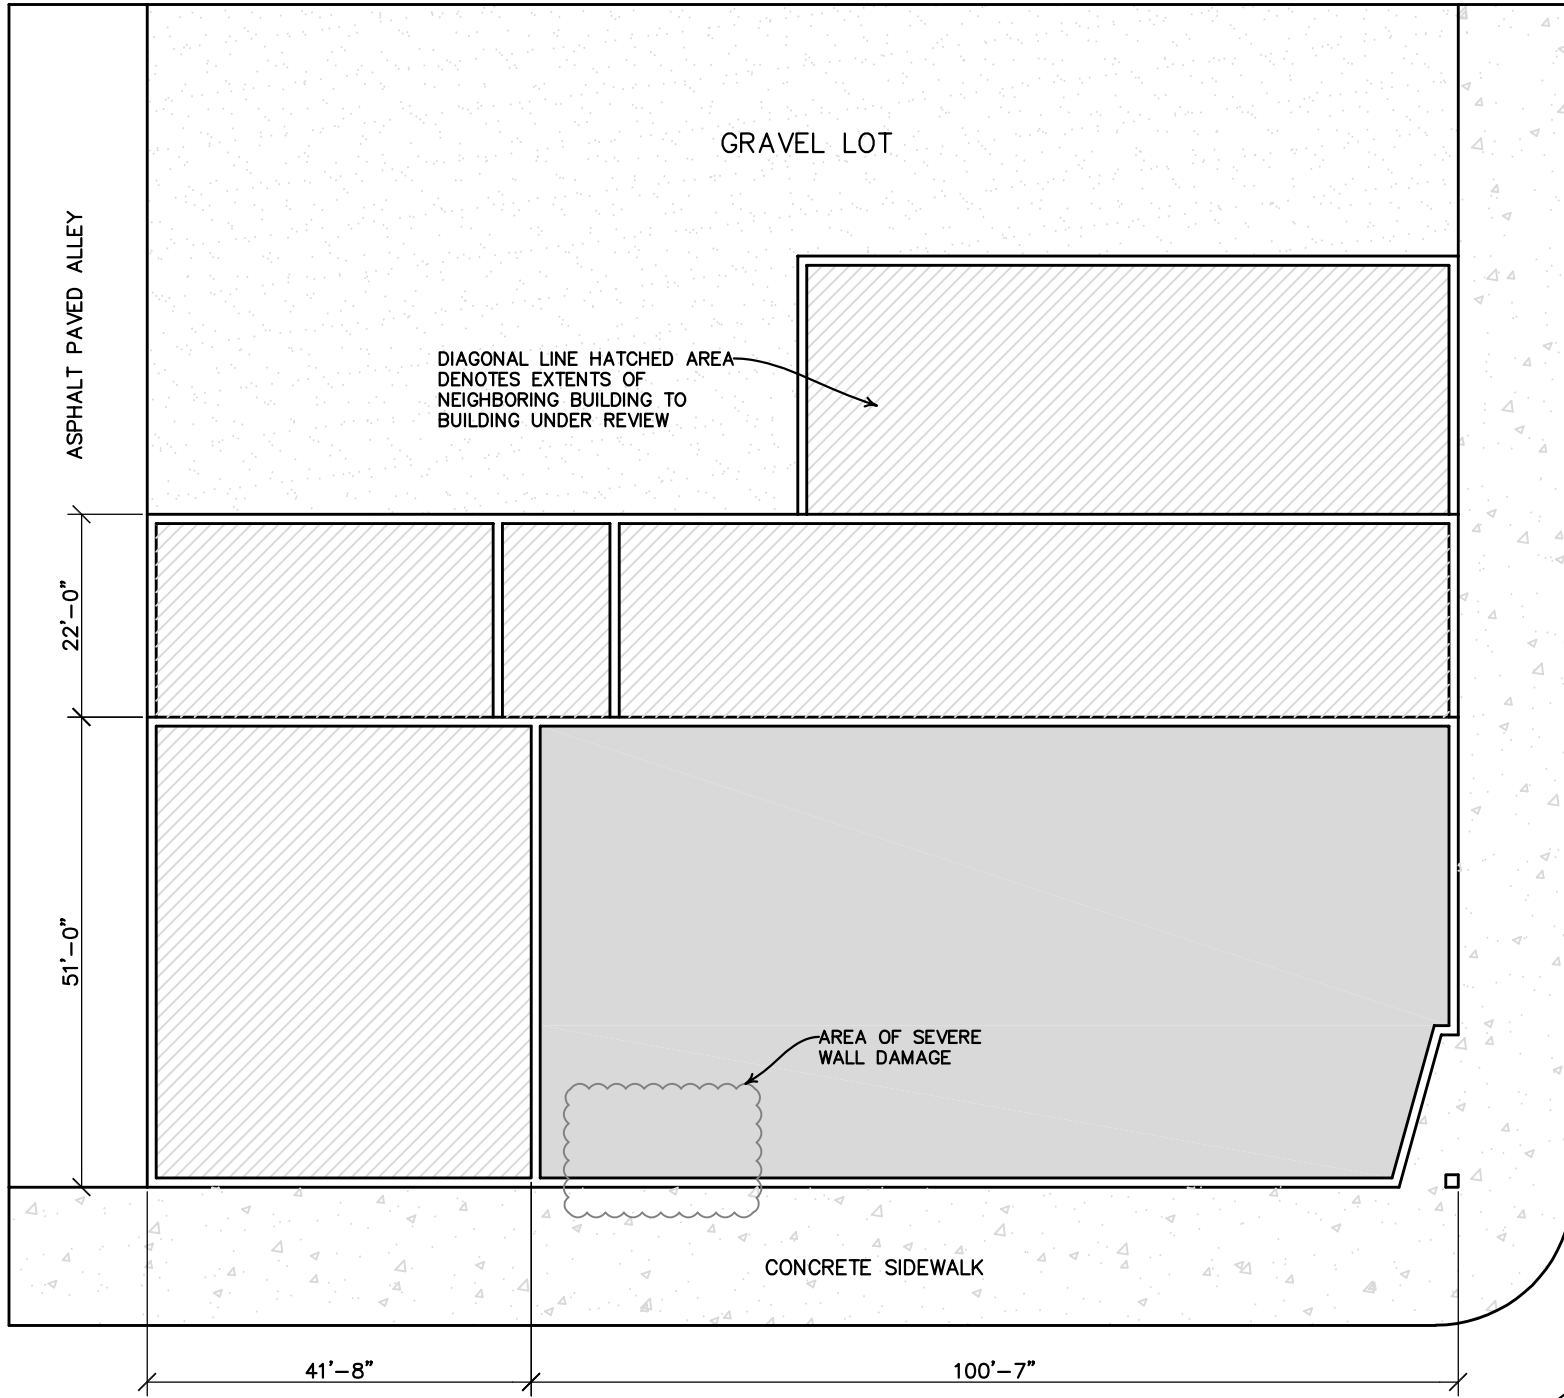 GRAVEL LOT
ASPHALT PAVED ALLEY
DIAGONAL LINE HATCHED AREA
DENOTES EXTENTS OF
NEIGHBORING BUILDING TO
BUILDING UNDER REVIEW
22'-0"
51'-0"
AREA OF SEVERE
WALL DAMAGE
CONCRETE SIDEWALK
41'-8"
100'-7"